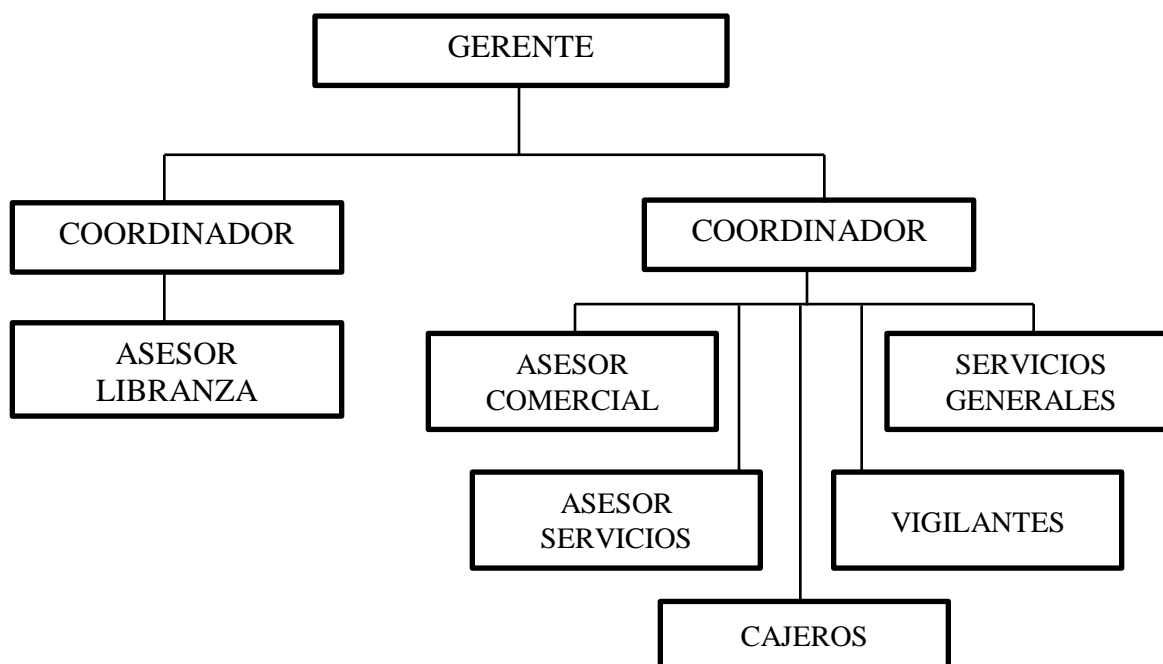 GERENTE
COORDINADOR
COORDINADOR
ASESOR
LIBRANZA
ASESOR
COMERCIAL
SERVICIOS
GENERALES
ASESOR
SERVICIOS
VIGILANTES
CAJEROS